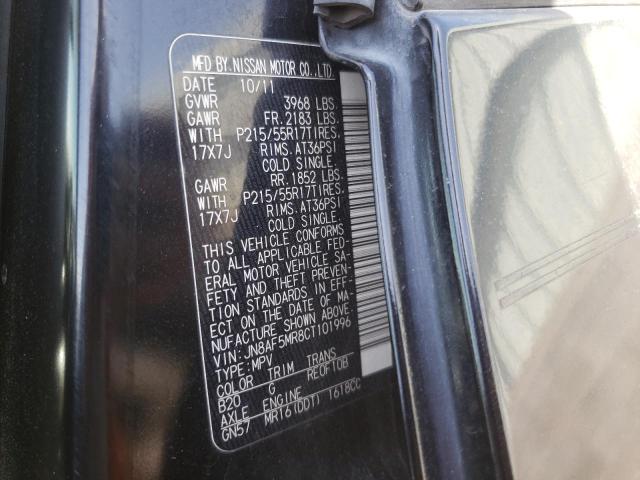 MFD BY. NISSAN MOTOR CO.,LTD.
DATE 10/11
GVWR 3968 LBS.
GAWR FR. 2183 LBS.
WITH P215/55R17TIRES.
17X7J RIMS. AT36PSI
COLD SINGLE.
GAWR RR. 1852 LBS.
WITH P215/55R17TIRES.
17X7J RIMS. AT36PSI
COLD SINGLE.
THIS VEHICLE CONFORMS
TO ALL APPLICABLE FED-
ERAL MOTOR VEHICLE SA-
FETY AND THEFT PREVEN-
TION STANDARDS IN EFF-
ECT ON THE DATE OF MA-
NUFACTURE SHOWN ABOVE.
VIN: JN8AF5MR8CT101996
TYPE: MPV
COLOR TRIM TRANS
B20 G RE0F10B
AXLE ENGINE
GN57 MR16(DDT) 1618CC